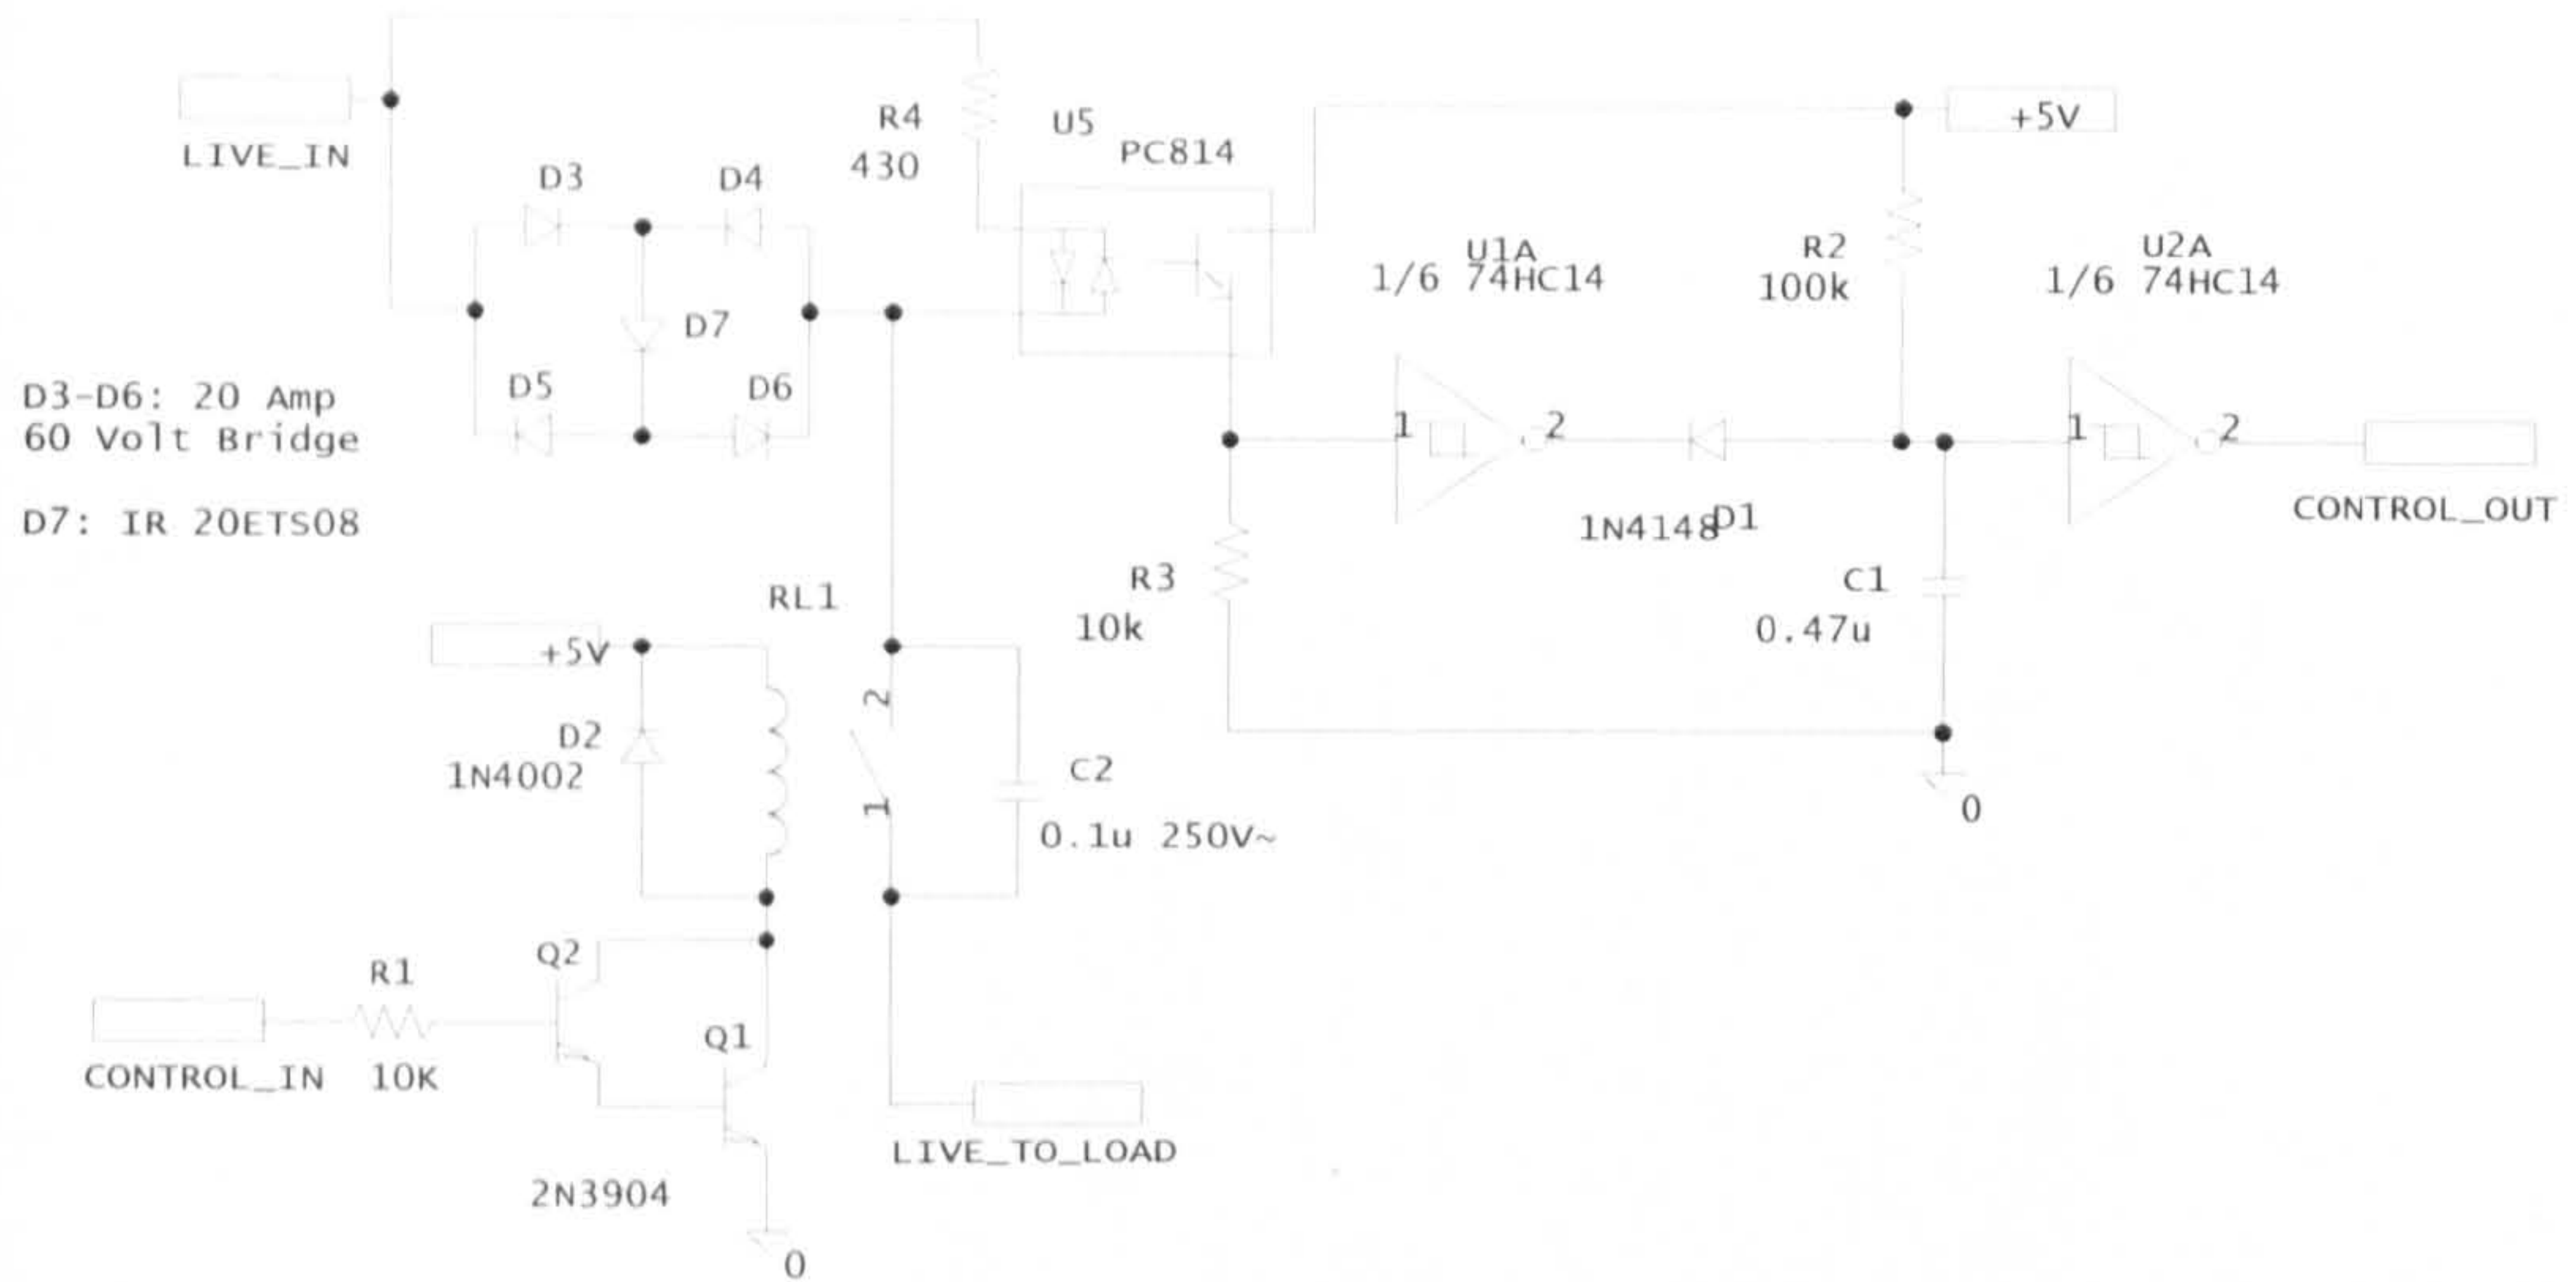 LIVE_IN
R4
430
U5
PC814
+5V
D3
D4
D7
D5
D6
D3-D6: 20 Amp
60 Volt Bridge
D7: IR 20ETS08
U1A
1/6 74HC14
1
2
R2
100k
U2A
1/6 74HC14
1
2
CONTROL_OUT
1N4148
D1
R3
10k
C1
0.47u
0
RL1
+5V
D2
1N4002
2
1
C2
0.1u 250V~
Q2
R1
10K
CONTROL_IN
Q1
2N3904
LIVE_TO_LOAD
0